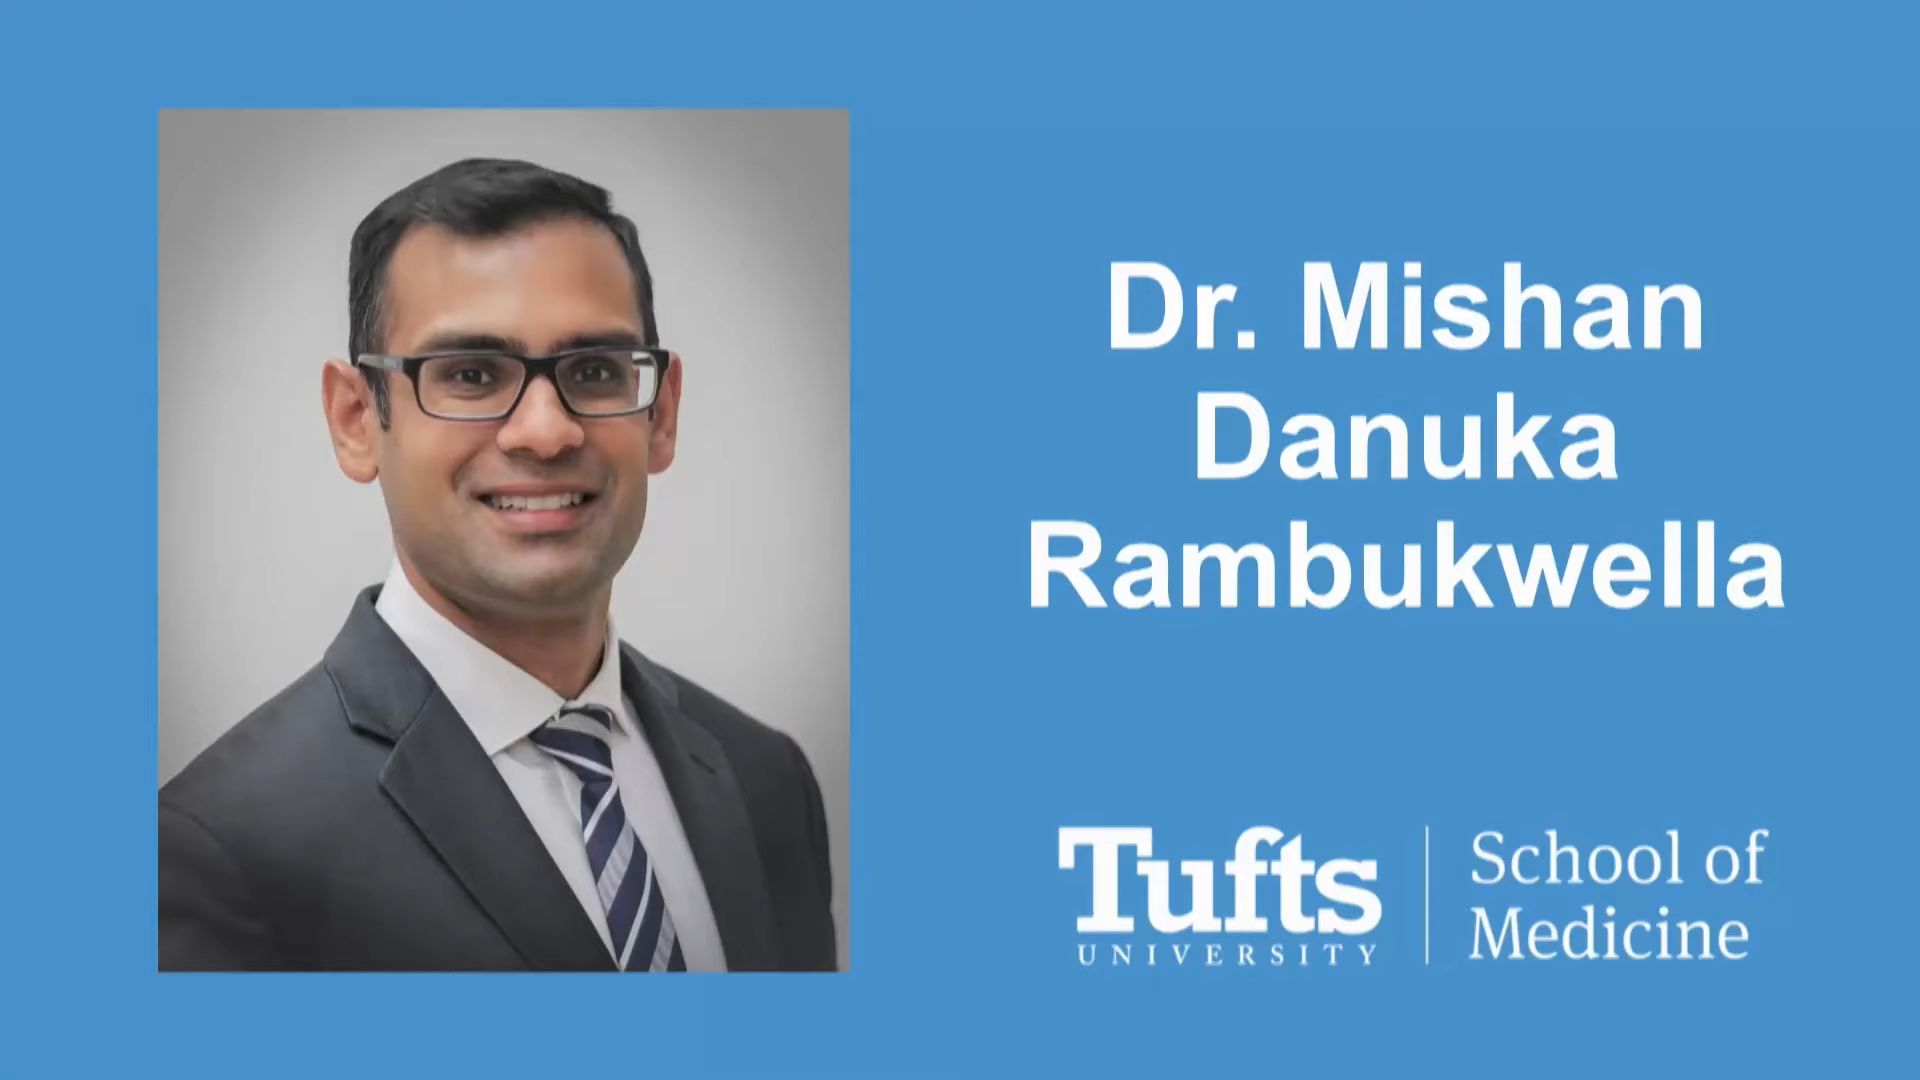 Dr. Mishan
Danuka
Rambukwella
Tufts
UNIVERSITY
School of
Medicine